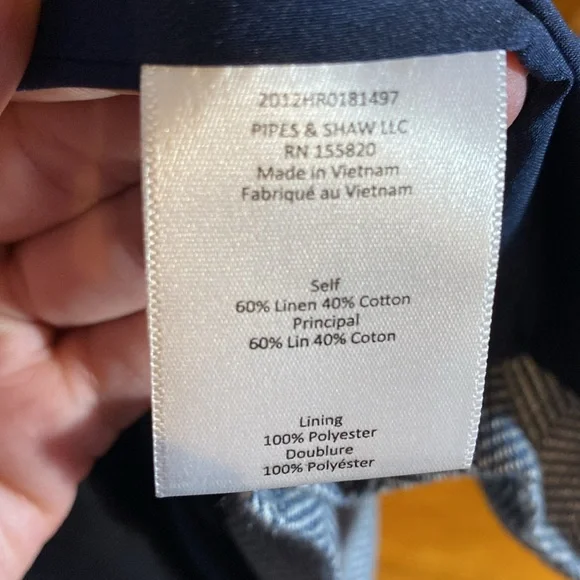 2012HR0181497
PIPES & SHAW LLC
RN 155820
Made in Vietnam
Fabriqué au Vietnam
Self
60% Linen 40% Cotton
Principal
60% Lin 40% Coton
Lining
100% Polyester
Doublure
100% Polyéster